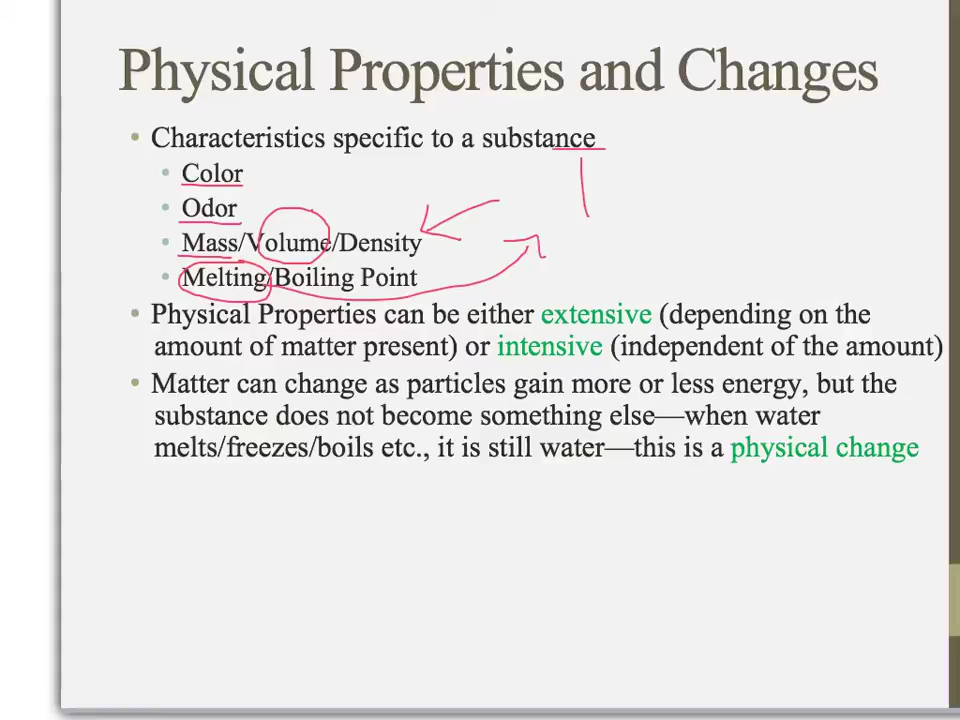 Physical Properties and Changes
• Characteristics specific to a substance
• Color
• Odor
• Mass/Volume/Density
• Melting/Boiling Point
• Physical Properties can be either extensive (depending on the
amount of matter present) or intensive (independent of the amount)
• Matter can change as particles gain more or less energy, but the
substance does not become something else—when water
melts/freezes/boils etc., it is still water—this is a physical change